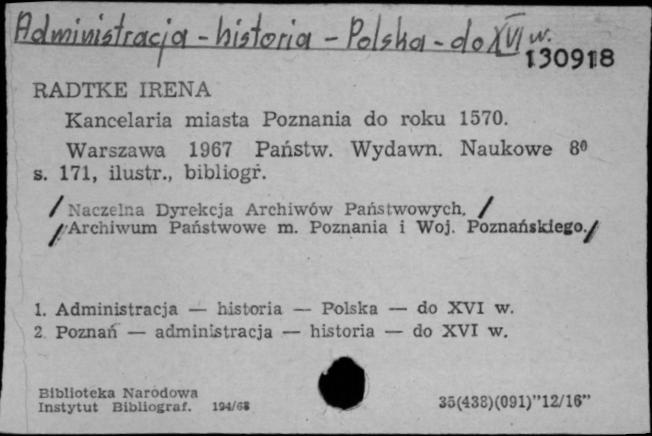 Administracja - historia - Polska - do XVI w.
130918
RADTKE IRENA
Kancelaria miasta Poznania do roku 1570.
Warszawa 1967 Państw. Wydawn. Naukowe 8⁰
s. 171, ilustr., bibliogr.
/ Naczelna Dyrekcja Archiwów Państwowych. /
/ Archiwum Państwowe m. Poznania i Woj. Poznańskiego. /
1. Administracja — historia — Polska — do XVI w.
2. Poznań — administracja — historia — do XVI w.
Biblioteka Narodowa
Instytut Bibliograf. 194/68
35(438)(091)"12/16"